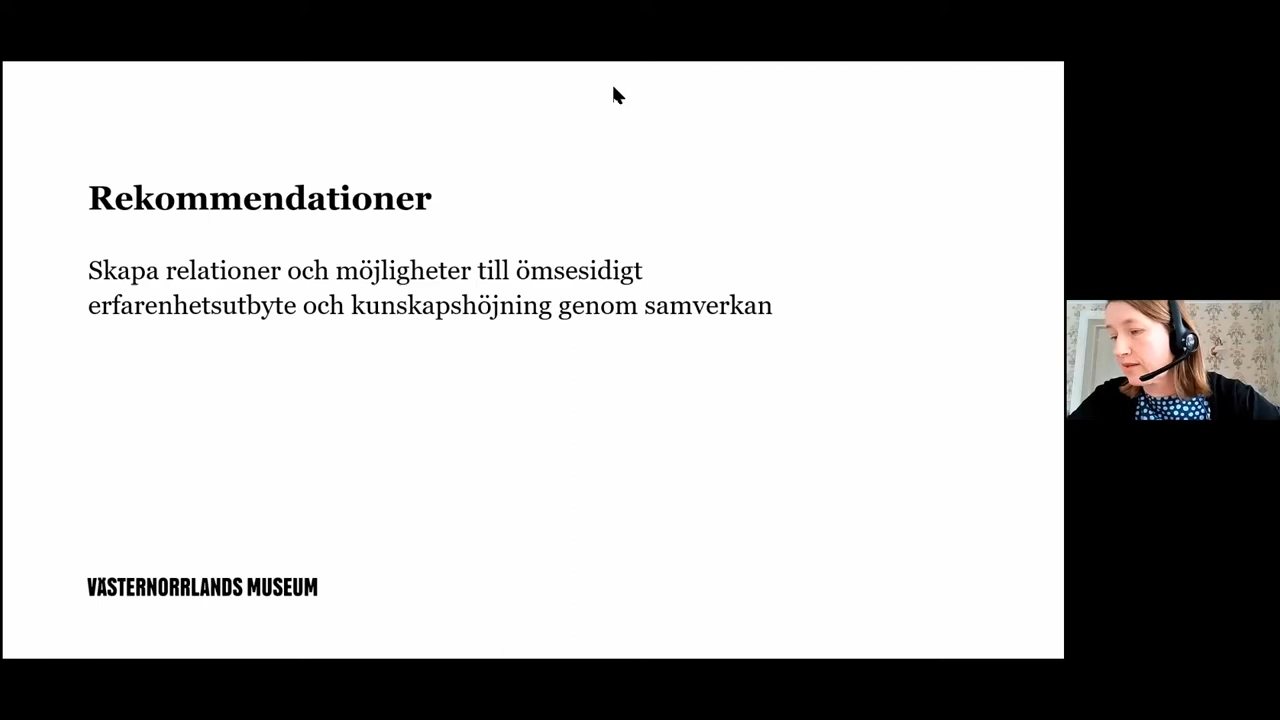 Rekommendationer
Skapa relationer och möjligheter till ömsesidigt
erfarenhetsutbyte och kunskapshöjning genom samverkan
VÄSTERNORRLANDS MUSEUM